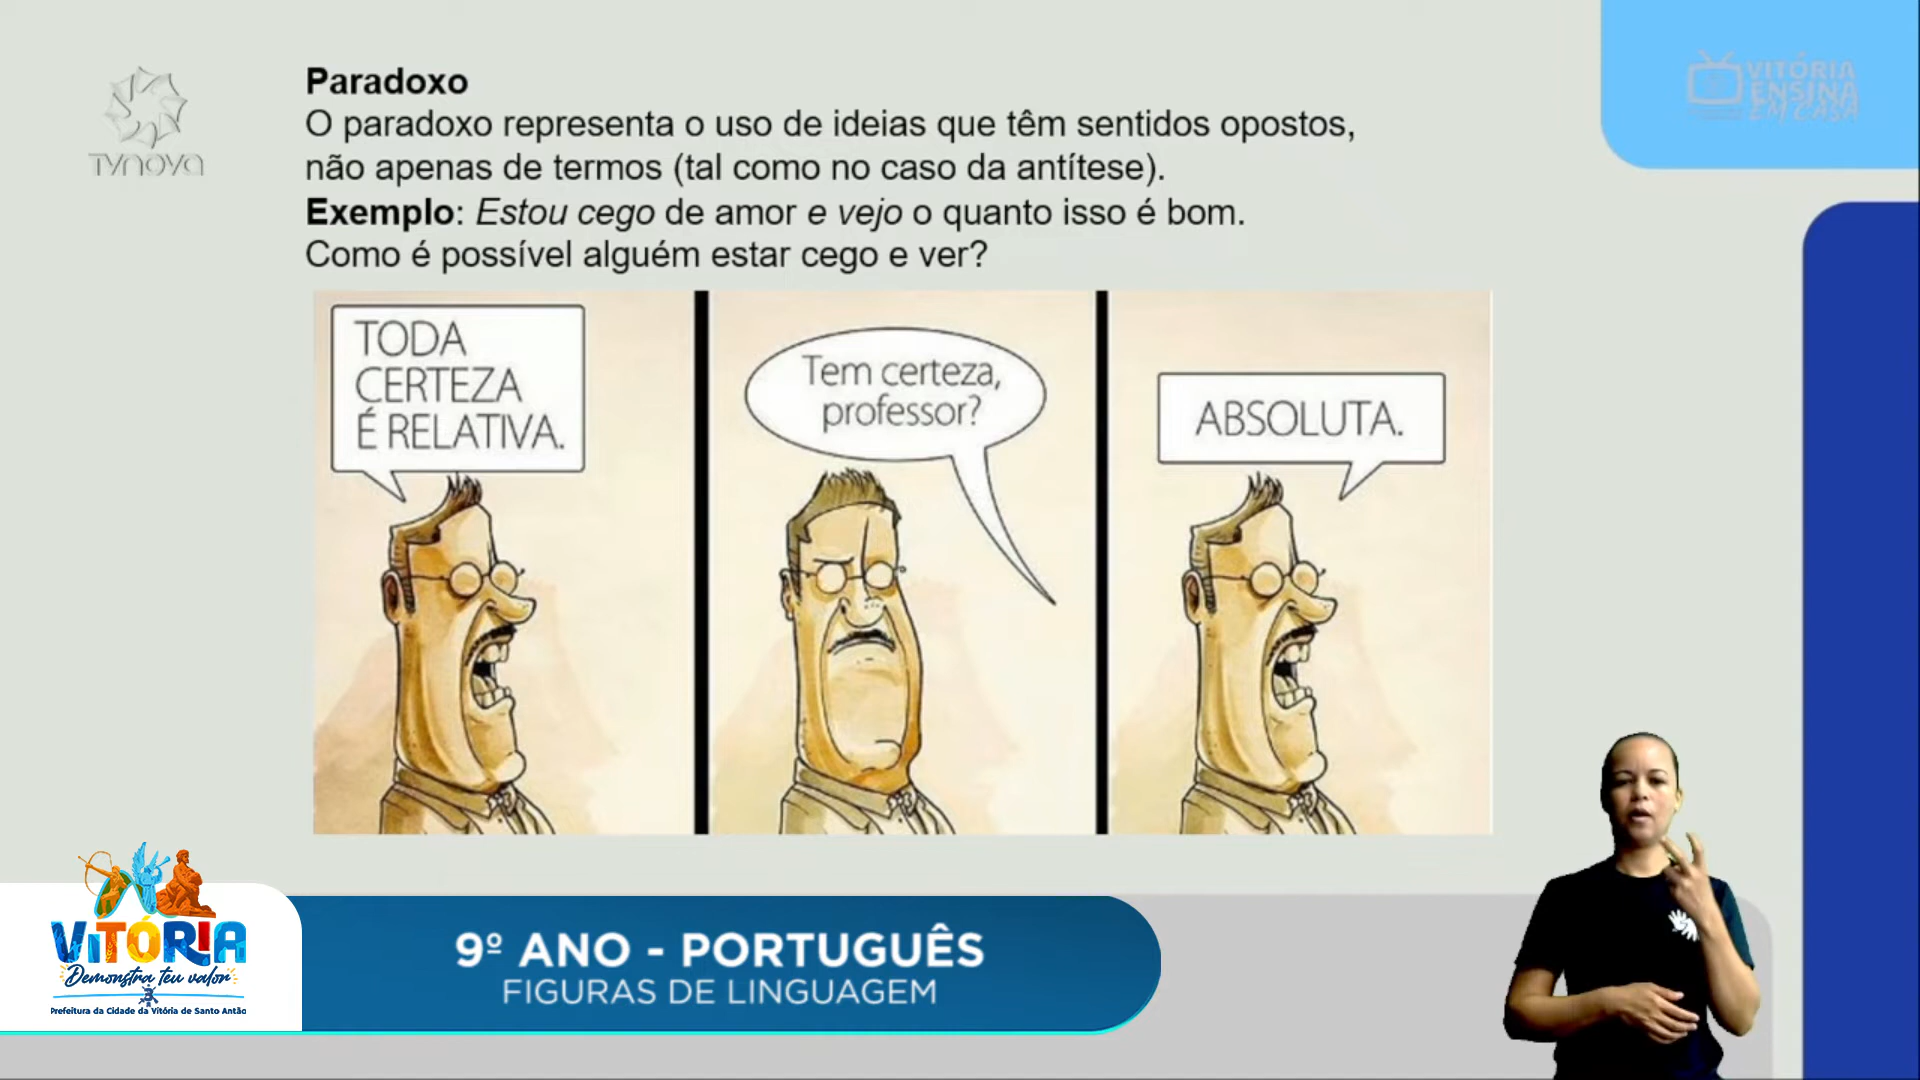 Paradoxo
O paradoxo representa o uso de ideias que têm sentidos opostos,
não apenas de termos (tal como no caso da antítese).
Exemplo: Estou cego de amor e vejo o quanto isso é bom.
Como é possível alguém estar cego e ver?
TODA
CERTEZA
É RELATIVA.
Tem certeza,
professor?
ABSOLUTA.
TVNOVA
VITÓRIA
ENSINA
EM CASA
VITÓRIA
Demonstra teu valor
Prefeitura da Cidade da Vitória de Santo Antão
9º ANO - PORTUGUÊS
FIGURAS DE LINGUAGEM